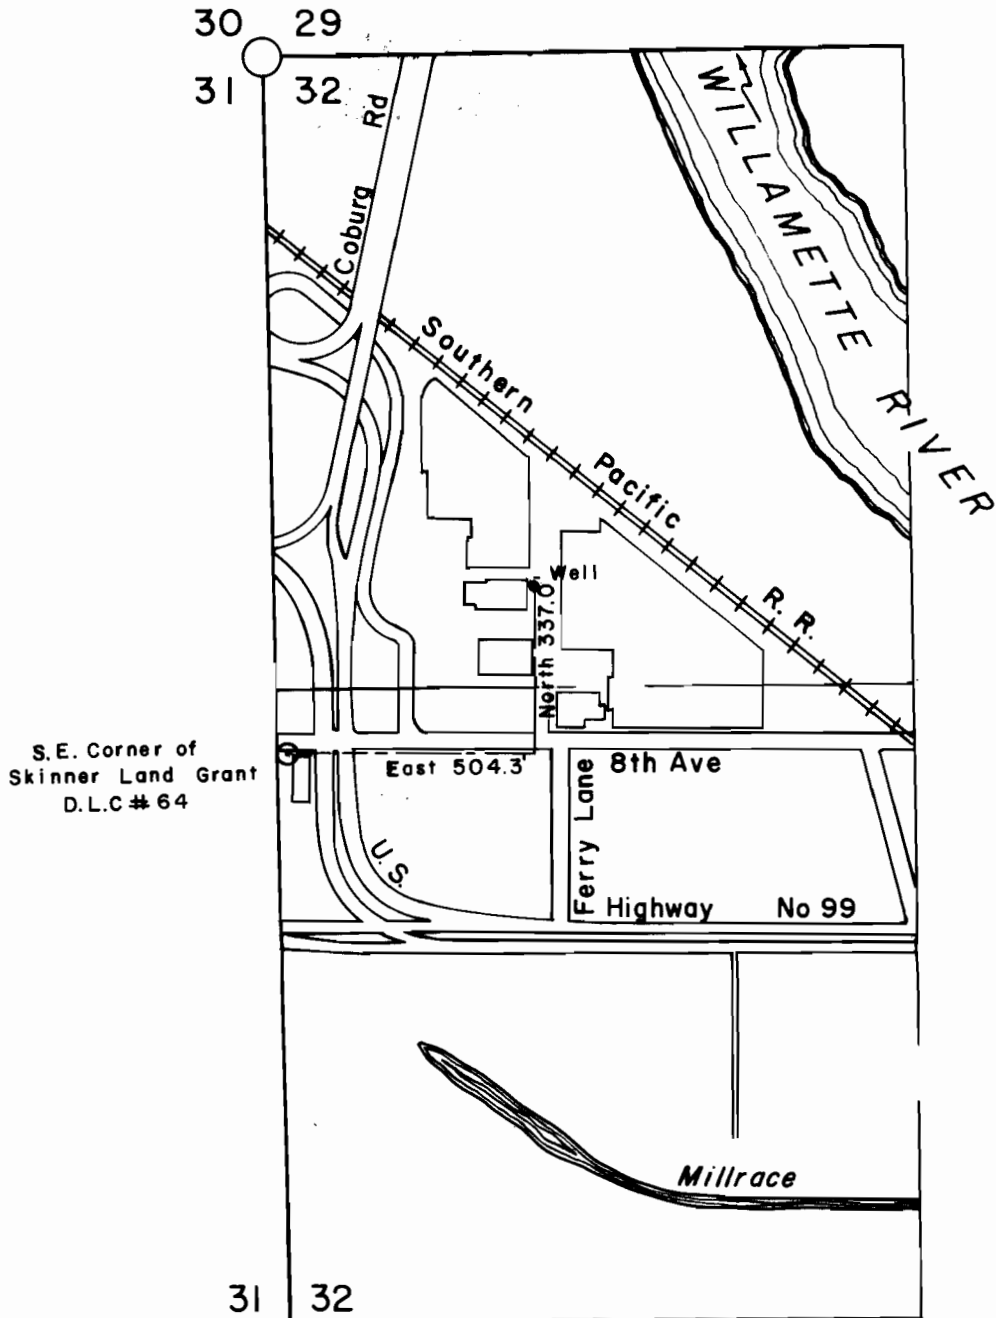 30 29
31 32
Coburg Rd
WILLAMETTE RIVER
Southern Pacific R. R.
Well
North 337.0'
S.E. Corner of
Skinner Land Grant
D.L.C # 64
East 504.3'
8th Ave
Ferry Lane
U.S. Highway No 99
Millrace
31 32